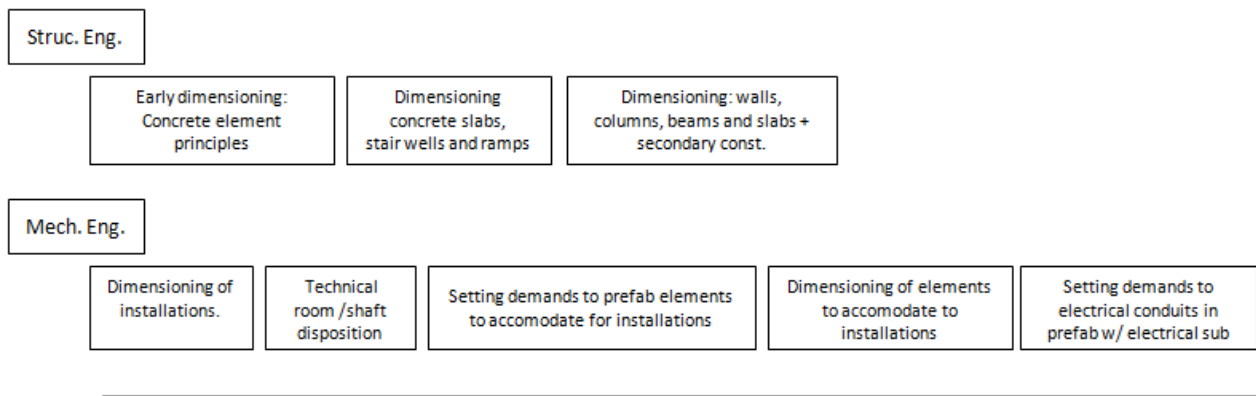 Struc. Eng.
Early dimensioning:
Concrete element
principles
Dimensioning
concrete slabs,
stair wells and ramps
Dimensioning: walls,
columns, beams and slabs +
secondary const.
Mech. Eng.
Dimensioning of
installations.
Technical
room /shaft
disposition
Setting demands to prefab elements
to accomodate for installations
Dimensioning of elements
to accomodate to
installations
Setting demands to
electrical conduits in
prefab w/ electrical sub